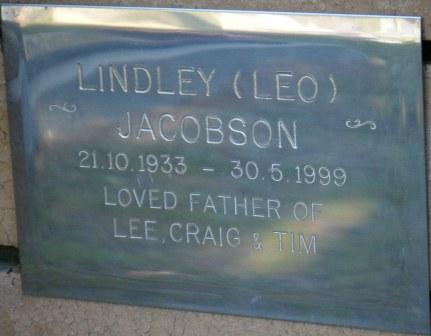 LINDLEY (LEO)
JACOBSON
21.10.1933 - 30.5.1999
LOVED FATHER OF
LEE, CRAIG & TIM